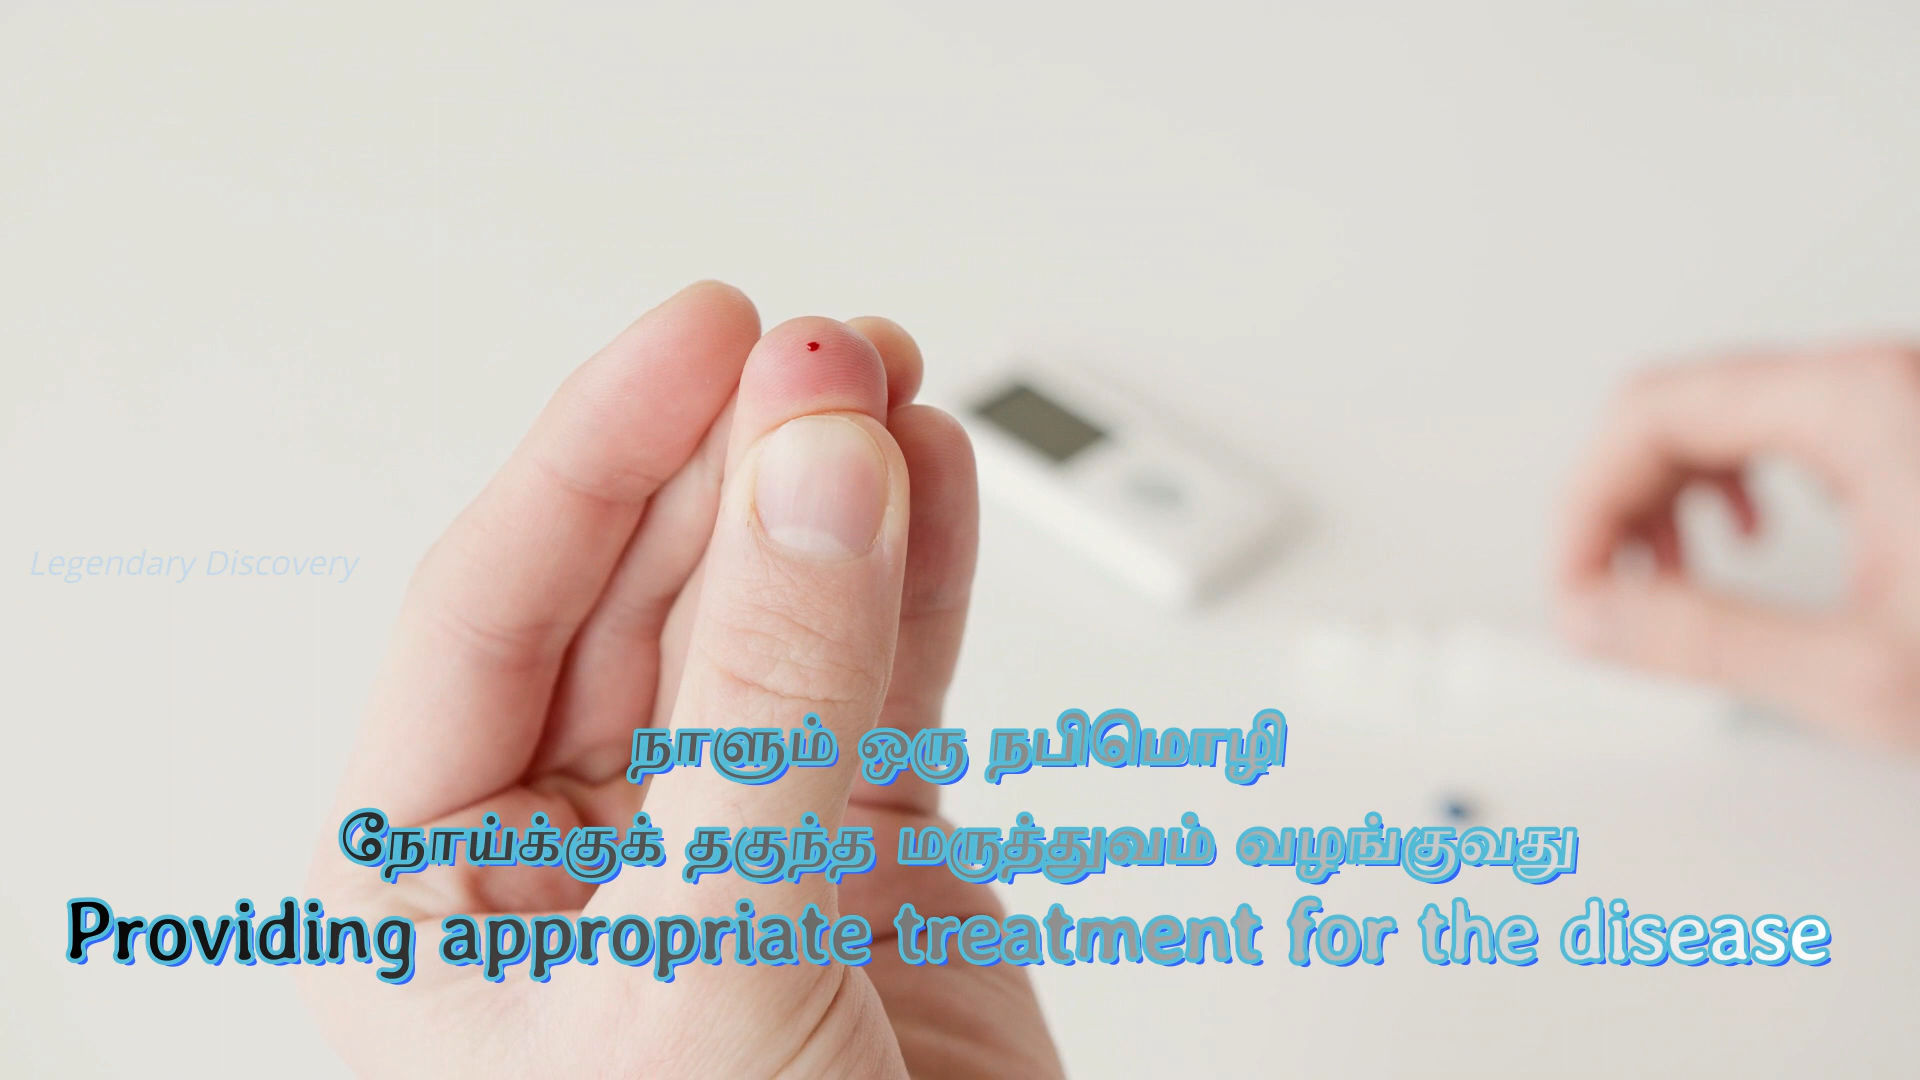 Legendary Discovery
நாளும் ஒரு நபிமொழி
நோய்க்குக் தகுந்த மருத்துவம் வழங்குவது
Providing appropriate treatment for the disease